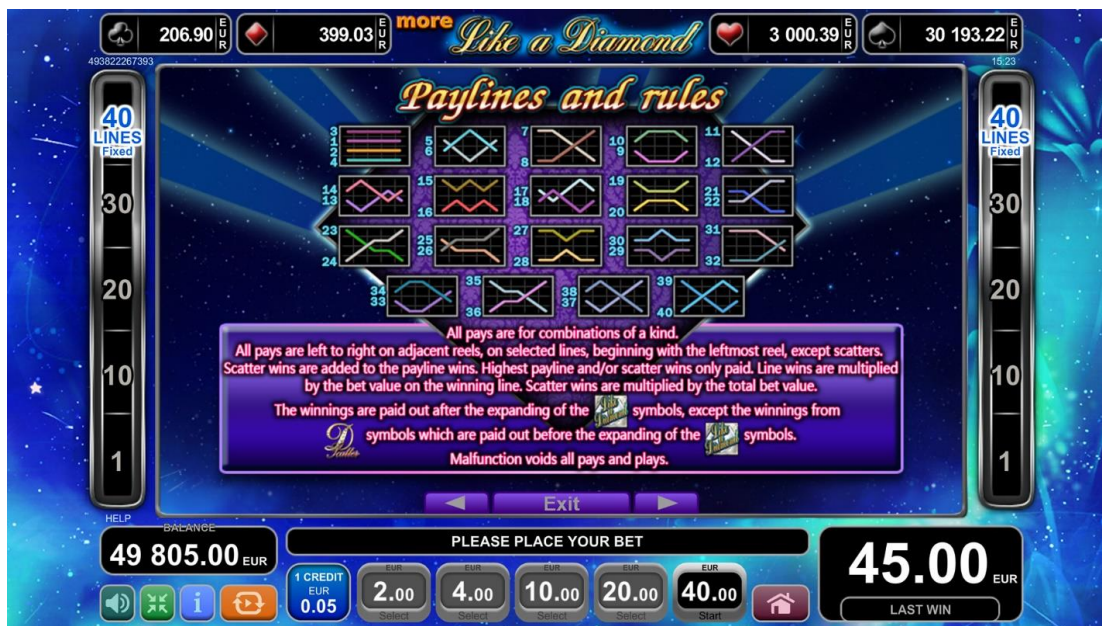 206.90 EUR
399.03 EUR
more Like a Diamond
3 000.39 EUR
30 193.22 EUR
493822267393
15:23
Paylines and rules
40
LINES
Fixed
30
20
10
1
40
LINES
Fixed
30
20
10
1
3 1 2 4
5 6
7 8
10 9
11 12
14 13
15 16
17 18
19 20
21 22
23 24
25 26
27 28
30 29
31 32
34 33
35 36
38 37
39 40
All pays are for combinations of a kind.
All pays are left to right on adjacent reels, on selected lines, beginning with the leftmost reel, except scatters.
Scatter wins are added to the payline wins. Highest payline and/or scatter wins only paid. Line wins are multiplied
by the bet value on the winning line. Scatter wins are multiplied by the total bet value.
The winnings are paid out after the expanding of the symbols, except the winnings from
D Scatter symbols which are paid out before the expanding of the symbols.
Malfunction voids all pays and plays.
Exit
HELP
BALANCE
49 805.00 EUR
PLEASE PLACE YOUR BET
45.00 EUR
LAST WIN
1 CREDIT
EUR
0.05
EUR
2.00
Select
EUR
4.00
Select
EUR
10.00
Select
EUR
20.00
Select
EUR
40.00
Start
i